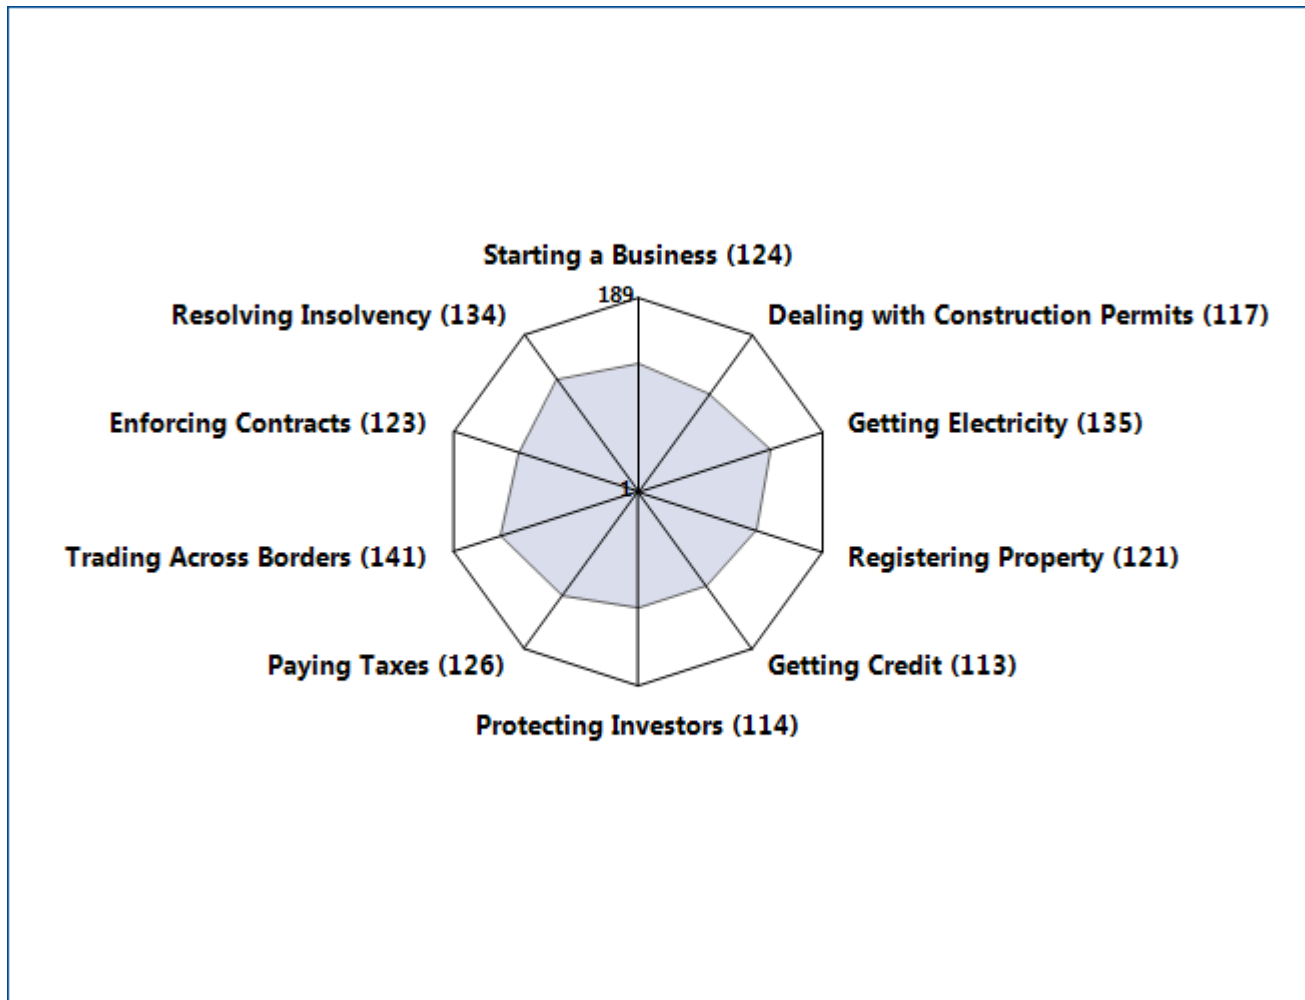 Starting a Business (124)
189
Resolving Insolvency (134)
Dealing with Construction Permits (117)
Enforcing Contracts (123)
Getting Electricity (135)
1
Trading Across Borders (141)
Registering Property (121)
Paying Taxes (126)
Getting Credit (113)
Protecting Investors (114)